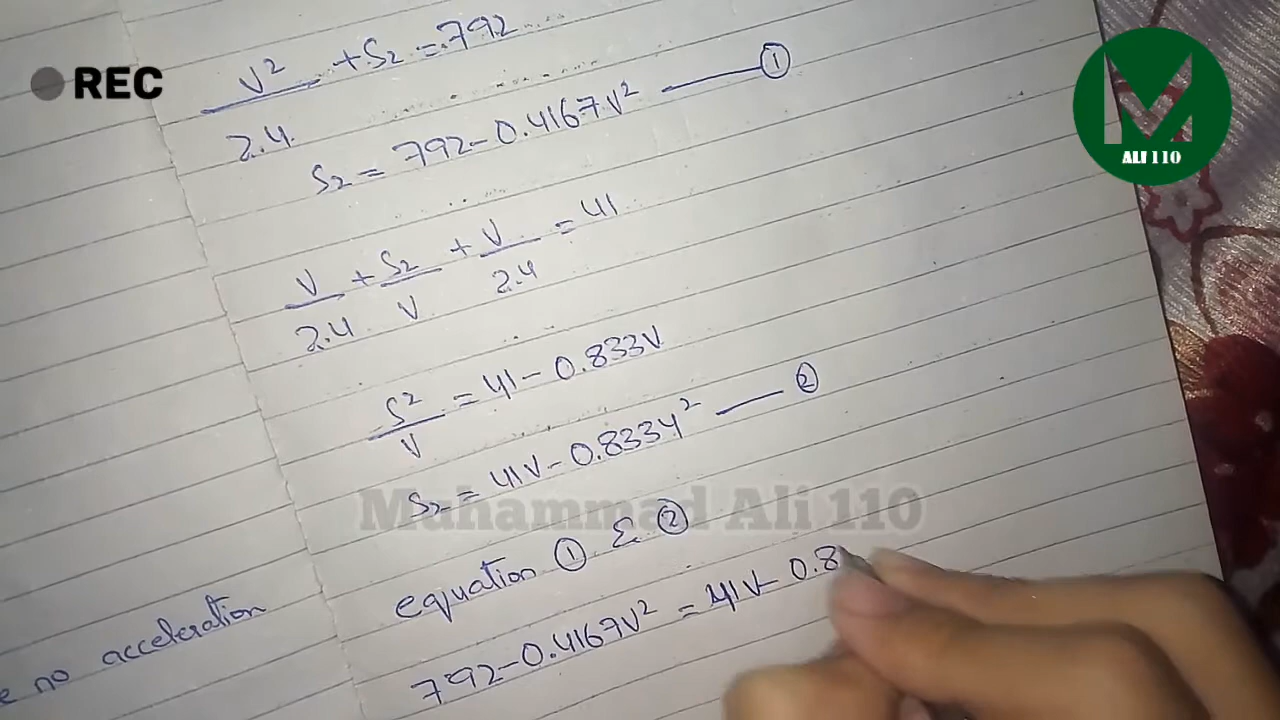 REC
M
ALI 110
V²/2.4 + S₂ = 792
S₂ = 792 - 0.4167V² —— ①
V/2.4 + S₂/V + V/2.4 = 41
S²/V = 41 - 0.833V
S₂ = 41V - 0.833V² —— ②
Muhammad Ali 110
equation ① & ②
792 - 0.4167V² = 41V - 0.8
no acceleration